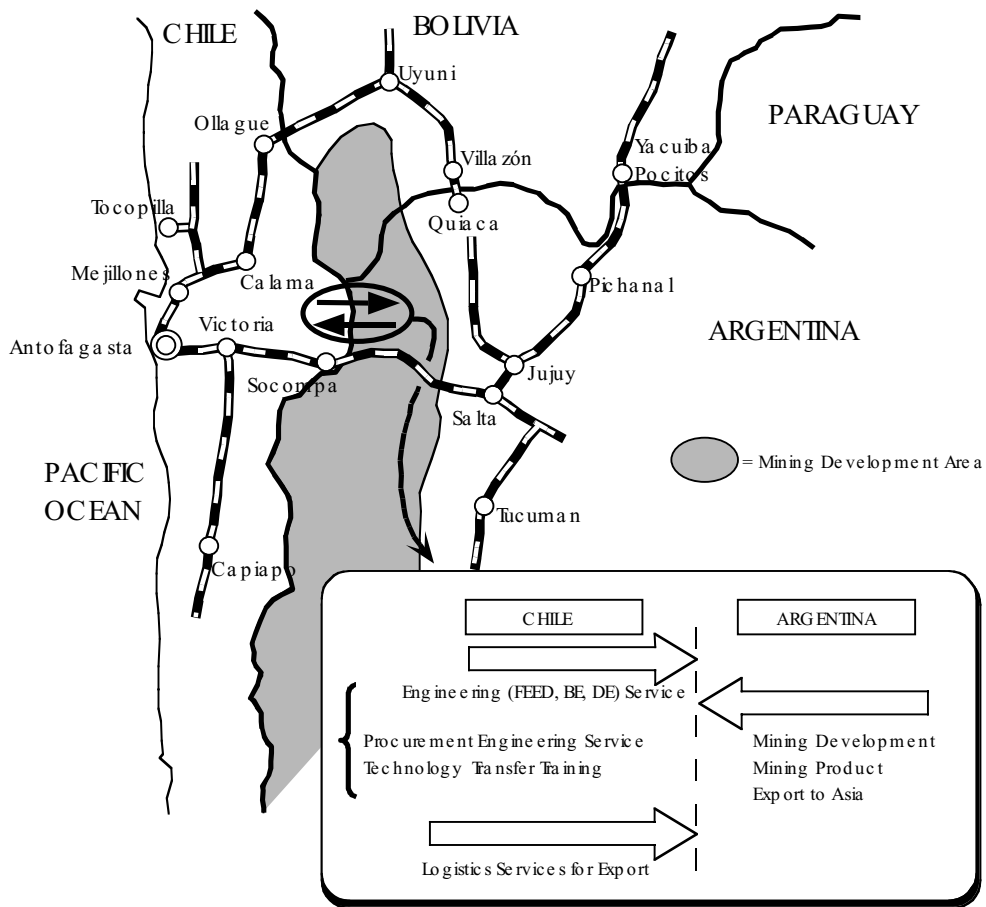 CHILE
BOLIVIA
Uyuni
PARAGUAY
Ollague
Yacuiba
Villazón
Pocitos
Tocopilla
Quiaca
Mejillones
Calama
Pichanal
Victoria
ARGENTINA
Antofagasta
Socompa
Jujuy
Salta
PACIFIC
OCEAN
= Mining Development Area
Tucuman
Capiapo
CHILE
ARGENTINA
Engineering (FEED, BE, DE) Service
Procurement Engineering Service
Technology Transfer Training
Mining Development
Mining Product
Export to Asia
Logistics Services for Export